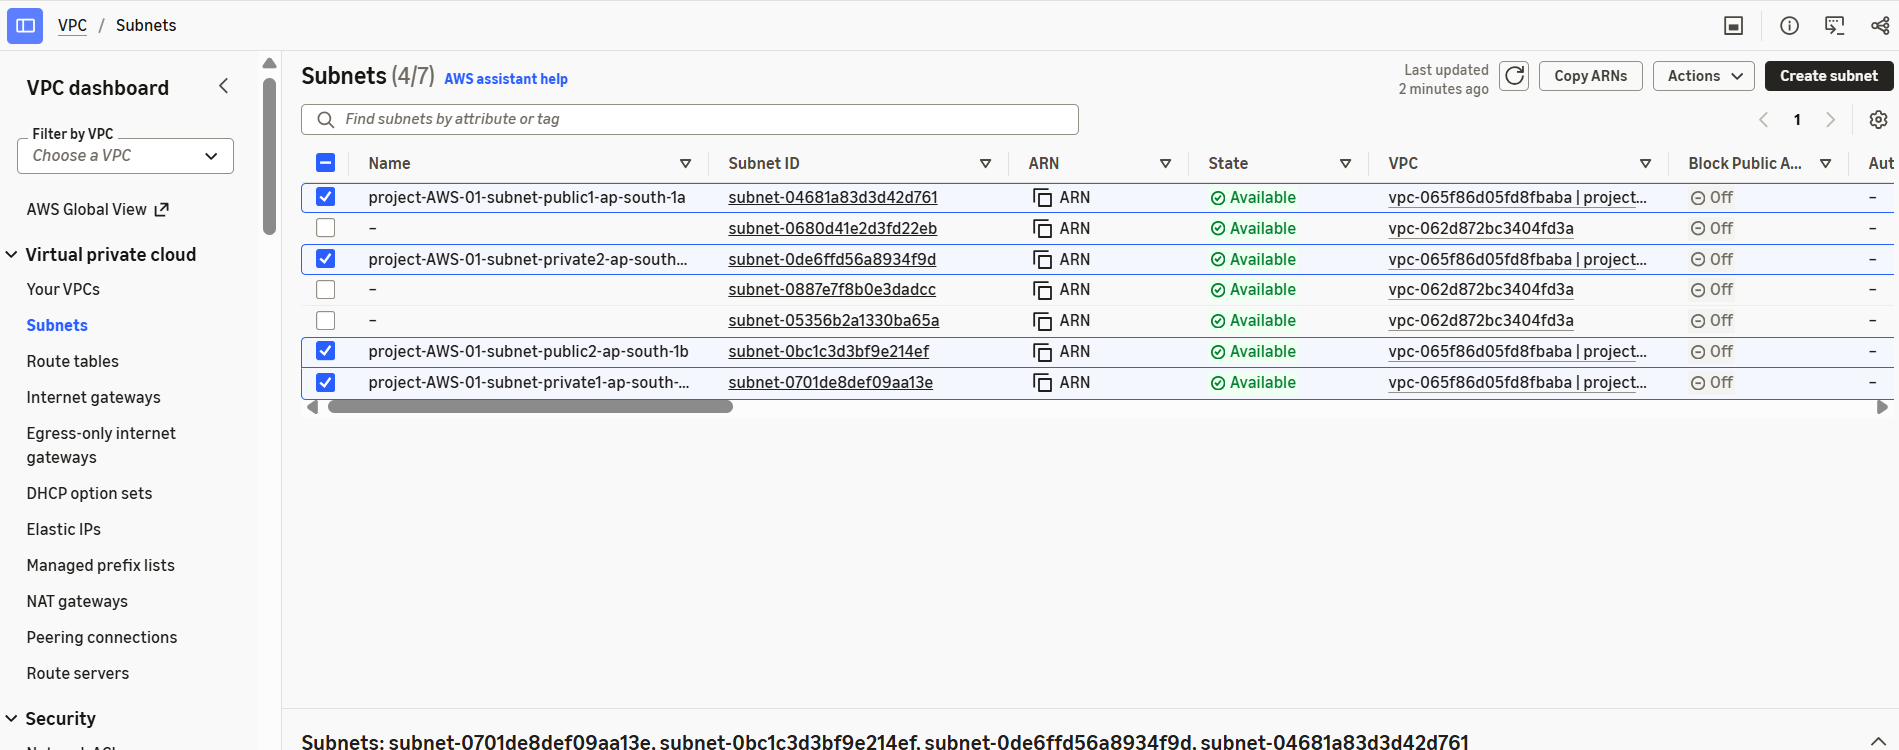 VPC / Subnets
VPC dashboard
Filter by VPC
Choose a VPC
AWS Global View
Virtual private cloud
Your VPCs
Subnets
Route tables
Internet gateways
Egress-only internet
gateways
DHCP option sets
Elastic IPs
Managed prefix lists
NAT gateways
Peering connections
Route servers
Security
Subnets (4/7) AWS assistant help
Last updated
2 minutes ago
Copy ARNs Actions Create subnet
Find subnets by attribute or tag
1
Name Subnet ID ARN State VPC Block Public A... Aut
project-AWS-01-subnet-public1-ap-south-1a subnet-04681a83d3d42d761 ARN Available vpc-065f86d05fd8fbaba | project... Off –
– subnet-0680d41e2d3fd22eb ARN Available vpc-062d872bc3404fd3a Off –
project-AWS-01-subnet-private2-ap-south... subnet-0de6ffd56a8934f9d ARN Available vpc-065f86d05fd8fbaba | project... Off –
– subnet-0887e7f8b0e3dadcc ARN Available vpc-062d872bc3404fd3a Off –
– subnet-05356b2a1330ba65a ARN Available vpc-062d872bc3404fd3a Off –
project-AWS-01-subnet-public2-ap-south-1b subnet-0bc1c3d3bf9e214ef ARN Available vpc-065f86d05fd8fbaba | project... Off –
project-AWS-01-subnet-private1-ap-south-... subnet-0701de8def09aa13e ARN Available vpc-065f86d05fd8fbaba | project... Off –
Subnets: subnet-0701de8def09aa13e, subnet-0bc1c3d3bf9e214ef, subnet-0de6ffd56a8934f9d, subnet-04681a83d3d42d761